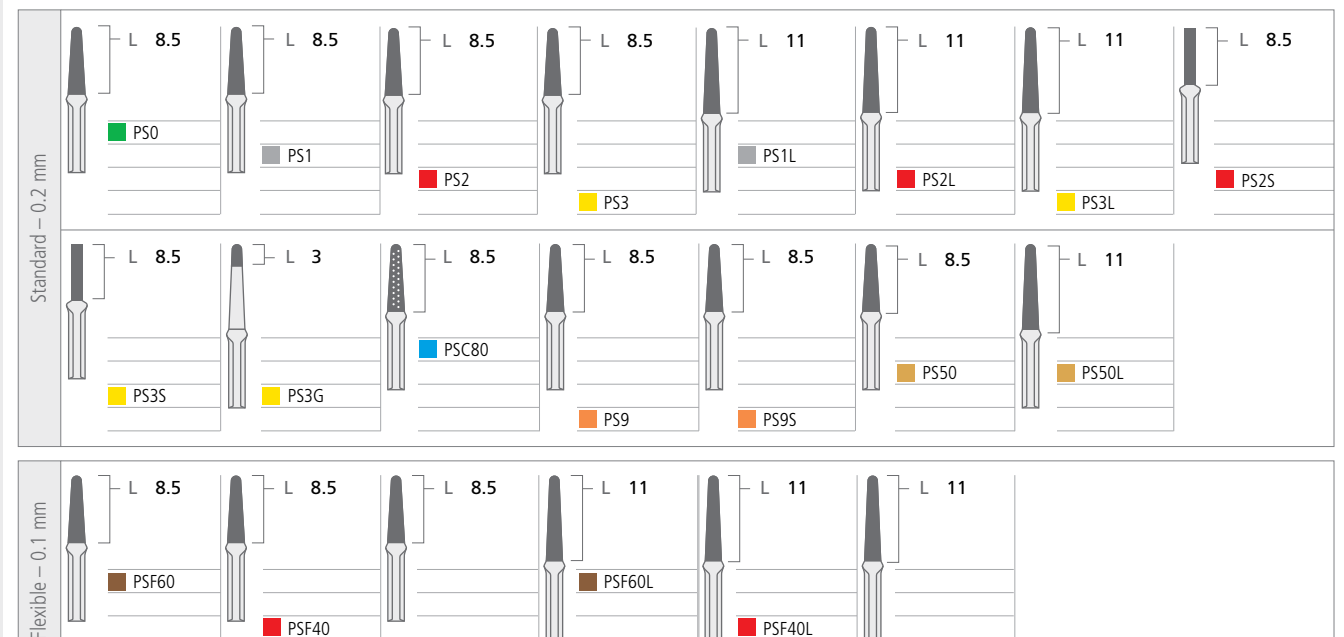 Standard – 0.2 mm
L 8.5
PS0
L 8.5
PS1
L 8.5
PS2
L 8.5
PS3
L 11
PS1L
L 11
PS2L
L 11
PS3L
L 8.5
PS2S
L 8.5
PS3S
L 3
PS3G
L 8.5
PSC80
L 8.5
PS9
L 8.5
PS9S
L 8.5
PS50
L 11
PS50L
Flexible – 0.1 mm
L 8.5
PSF60
L 8.5
PSF40
L 8.5
L 11
PSF60L
L 11
PSF40L
L 11